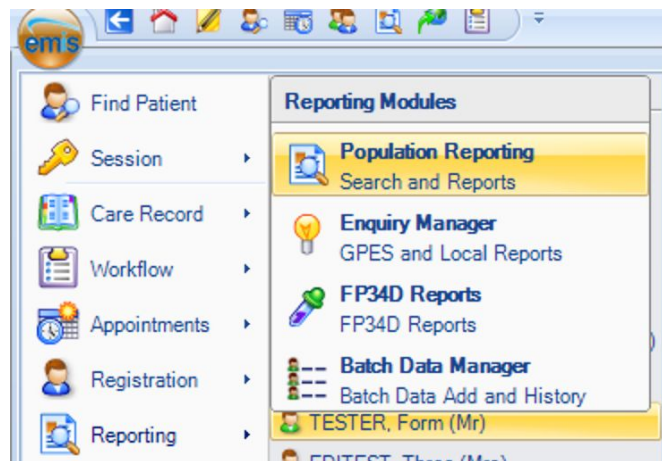 emis
Find Patient
Session
Care Record
Workflow
Appointments
Registration
Reporting
Reporting Modules
Population Reporting
Search and Reports
Enquiry Manager
GPES and Local Reports
FP34D Reports
FP34D Reports
Batch Data Manager
Batch Data Add and History
TESTER, Form (Mr)